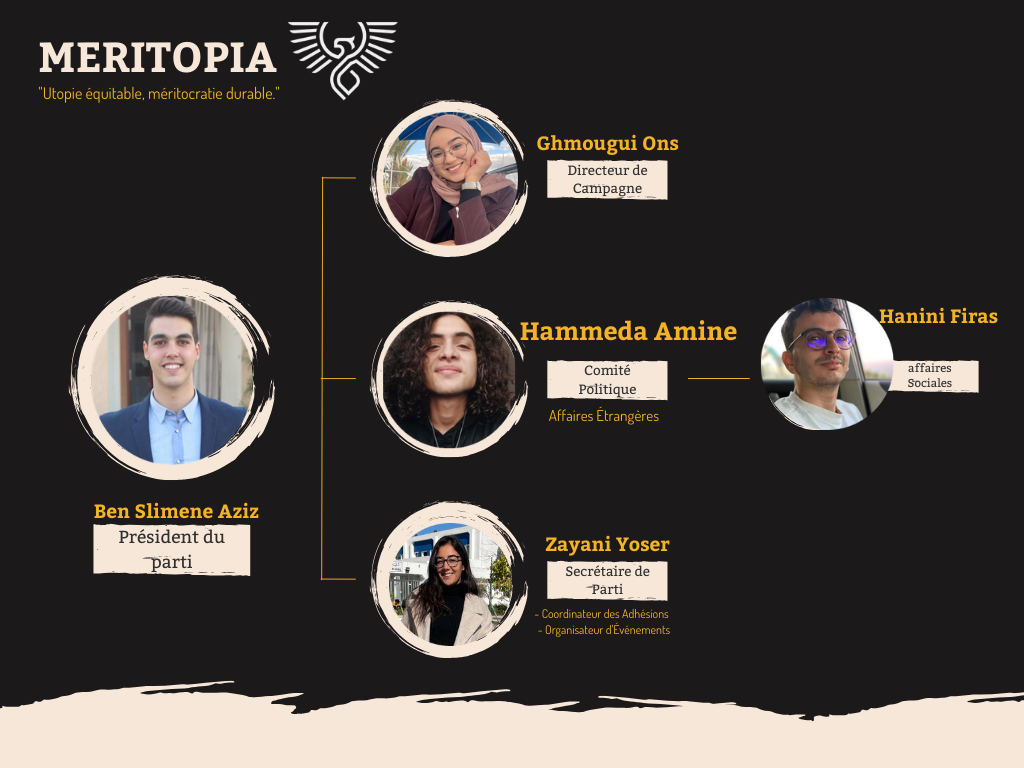 MERITOPIA
"Utopie équitable, méritocratie durable."
Ghmougui Ons
Directeur de
Campagne
Hammeda Amine
Comité
Politique
Affaires Étrangères
Hanini Firas
affaires
Sociales
Ben Slimene Aziz
Président du
parti
Zayani Yoser
Secrétaire de
Parti
- Coordinateur des Adhésions
- Organisateur d'Événements